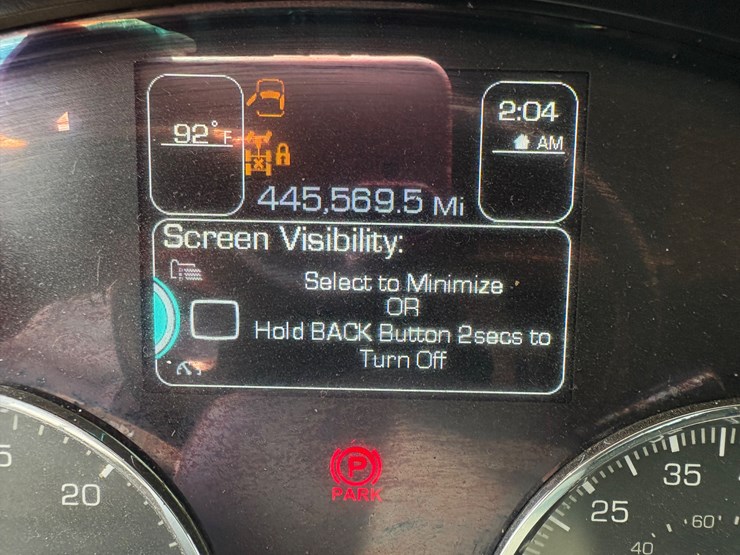 92°F
2:04
AM
445,569.5 Mi
Screen Visibility:
Select to Minimize
OR
Hold BACK Button 2secs to
Turn Off
P
PARK
5
20
25
35
40
60